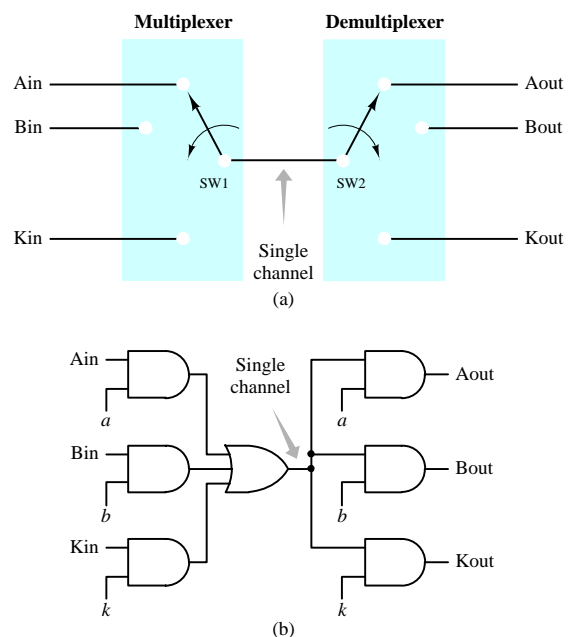 Multiplexer Demultiplexer
Ain Aout
Bin Bout
SW1 SW2
Kin Kout
Single
channel
(a)
Ain Single Aout
channel
a a
Bin Bout
b b
Kin Kout
k k
(b)